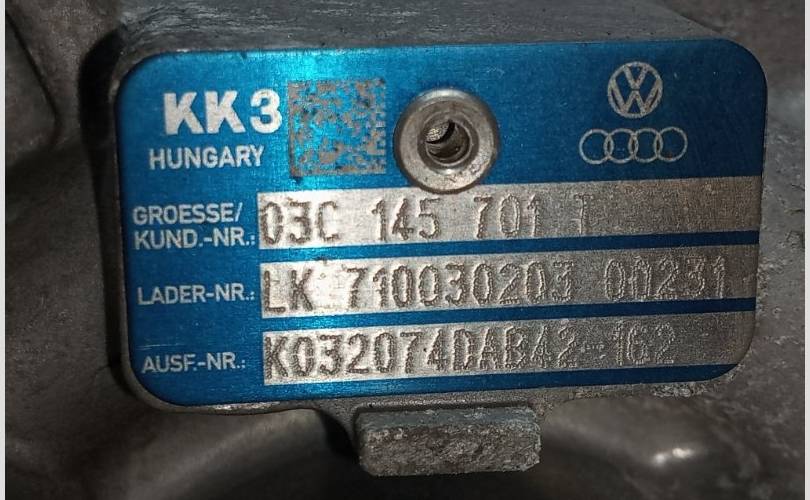 KK3
HUNGARY
GROESSE/
KUND.-NR.: 03C 145 701 T
LADER-NR.: LK 710030203 00231
AUSF.-NR.: K032074DAB42-162